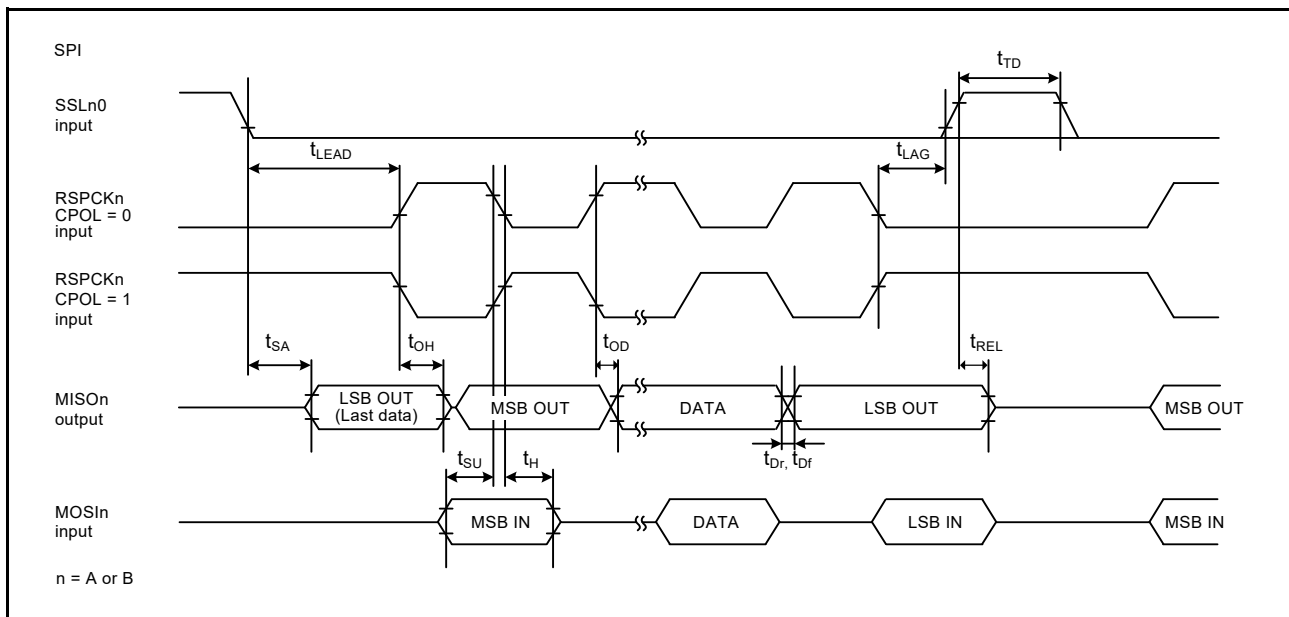 SPI
tTD
SSLn0
input
tLEAD
tLAG
RSPCKn
CPOL = 0
input
RSPCKn
CPOL = 1
input
tSA
tOH
tOD
tREL
MISOn
output
LSB OUT
(Last data)
MSB OUT
DATA
LSB OUT
MSB OUT
tSU
tH
tDr, tDf
MOSIn
input
MSB IN
DATA
LSB IN
MSB IN
n = A or B